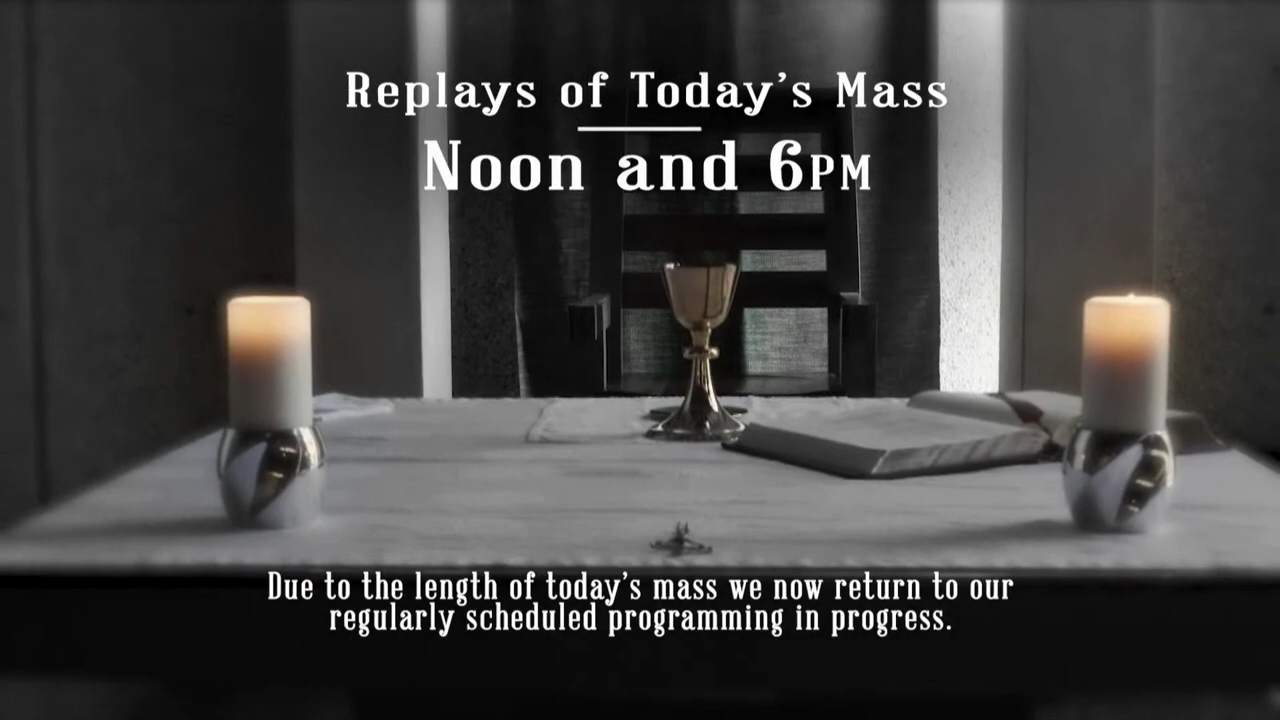 Replays of Today's Mass
Noon and 6PM
Due to the length of today's mass we now return to our
regularly scheduled programming in progress.